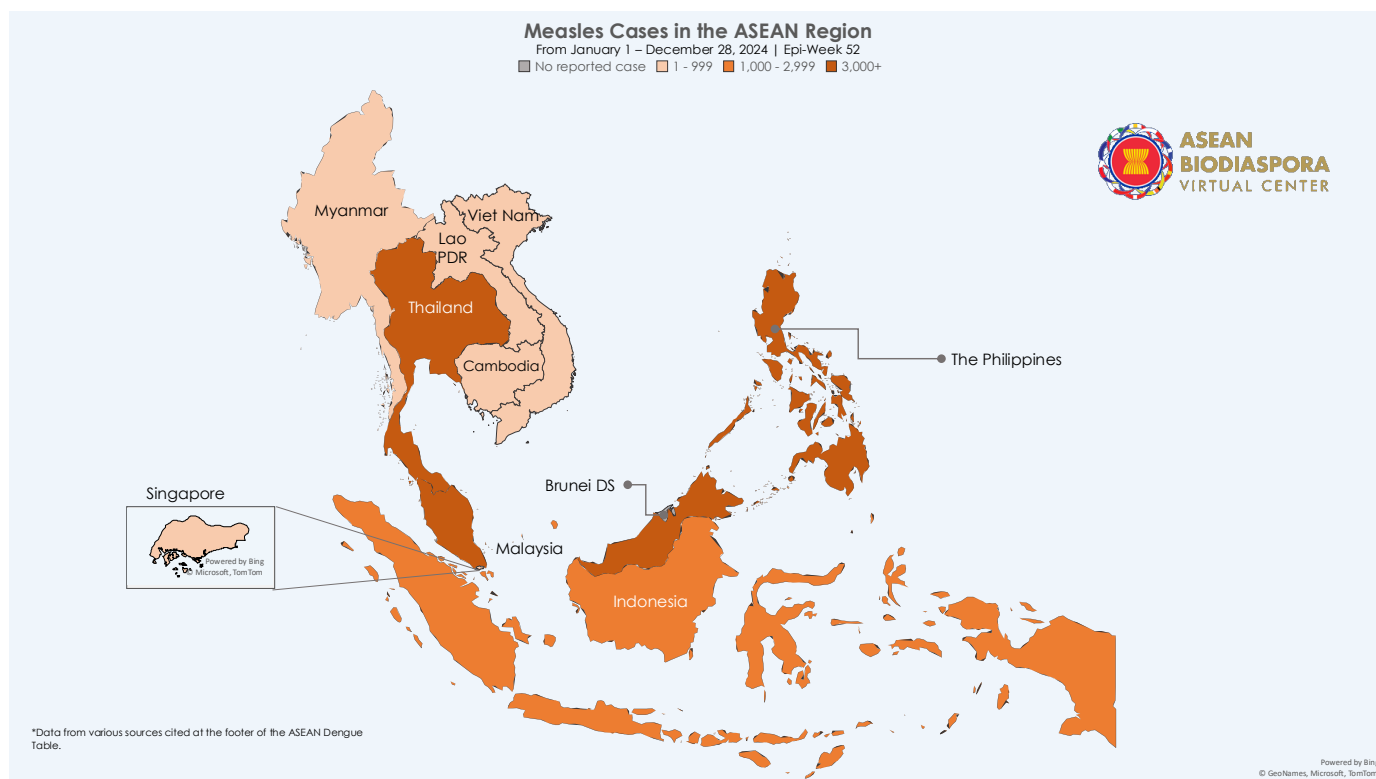 Measles Cases in the ASEAN Region
From January 1 – December 28, 2024 | Epi-Week 52
No reported case 1 - 999 1,000 - 2,999 3,000+
ASEAN
BIODIASPORA
VIRTUAL CENTER
Myanmar
Viet Nam
Lao
PDR
Thailand
Cambodia
The Philippines
Brunei DS
Singapore
Powered by Bing
© Microsoft, TomTom
Malaysia
Indonesia
*Data from various sources cited at the footer of the ASEAN Dengue
Table.
Powered by Bing
© GeoNames, Microsoft, TomTom